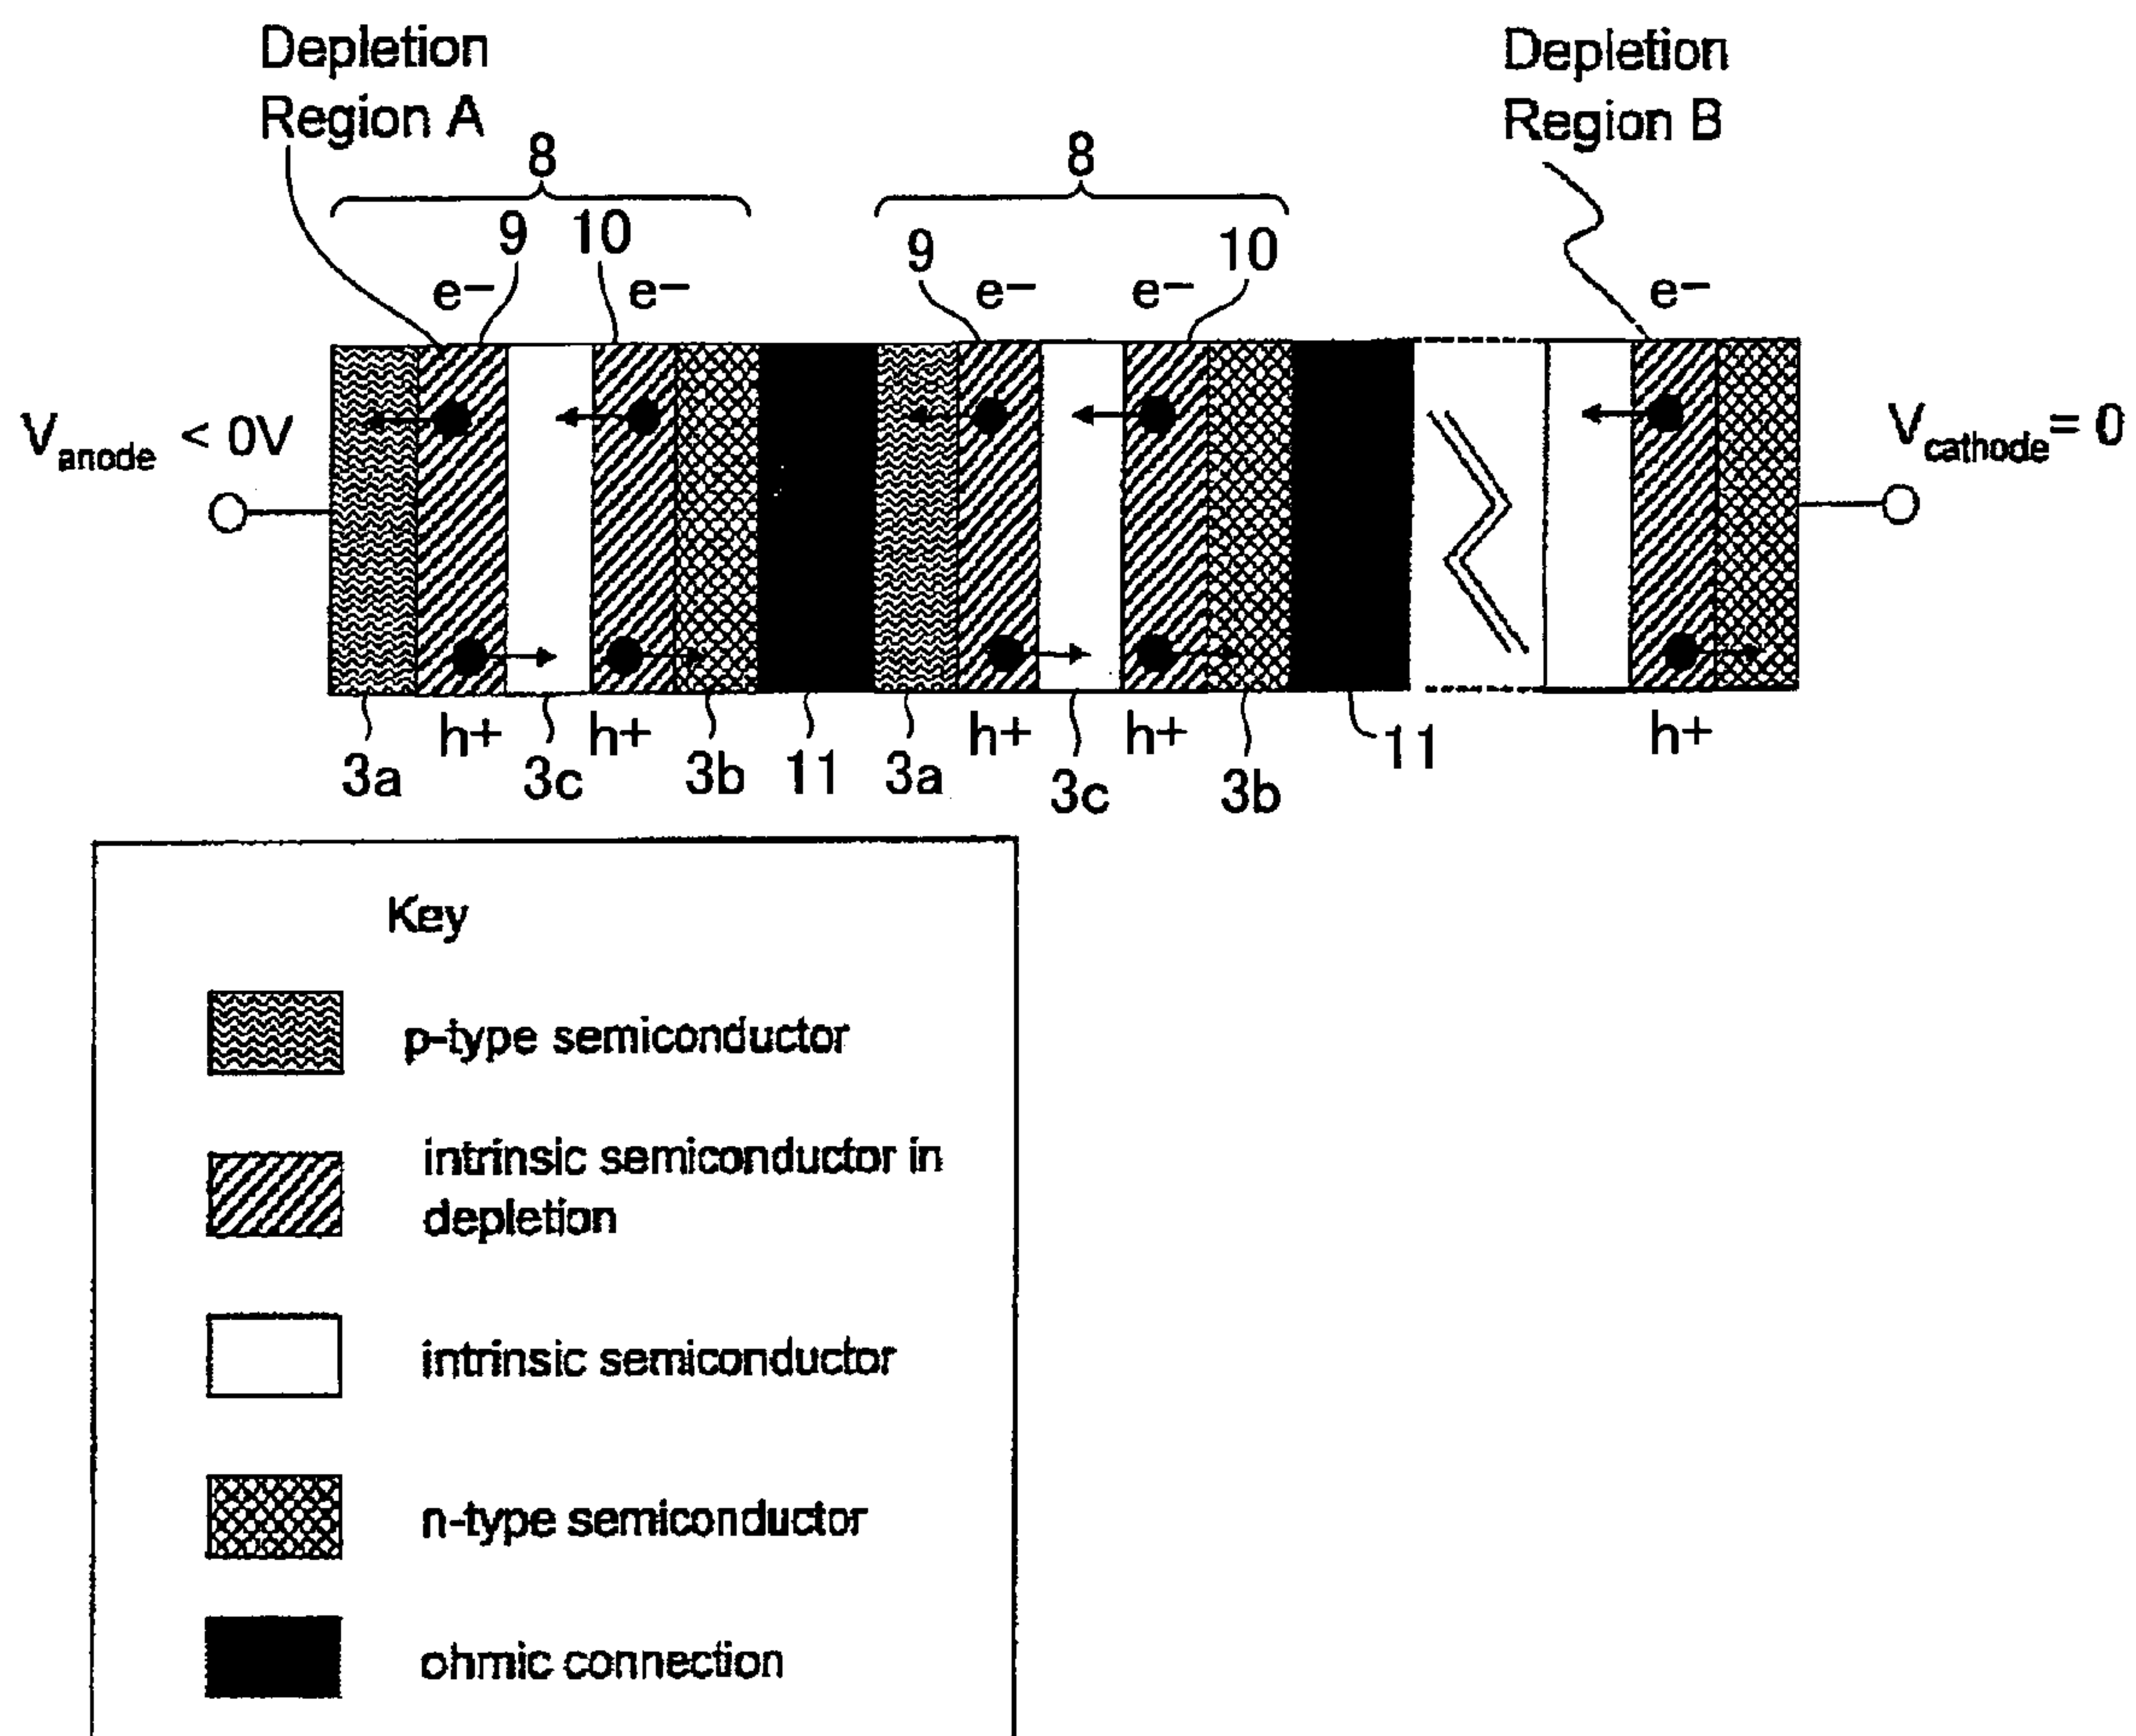 Depletion
Region A
Depletion
Region B
8
8
9
10
9
10
e−
e−
e−
e−
e−
Vanode < 0V
Vcathode= 0
h+
h+
h+
h+
h+
3a
3c
3b
11
3a
3c
3b
11
Key
p-type semiconductor
intrinsic semiconductor in
depletion
intrinsic semiconductor
n-type semiconductor
ohmic connection